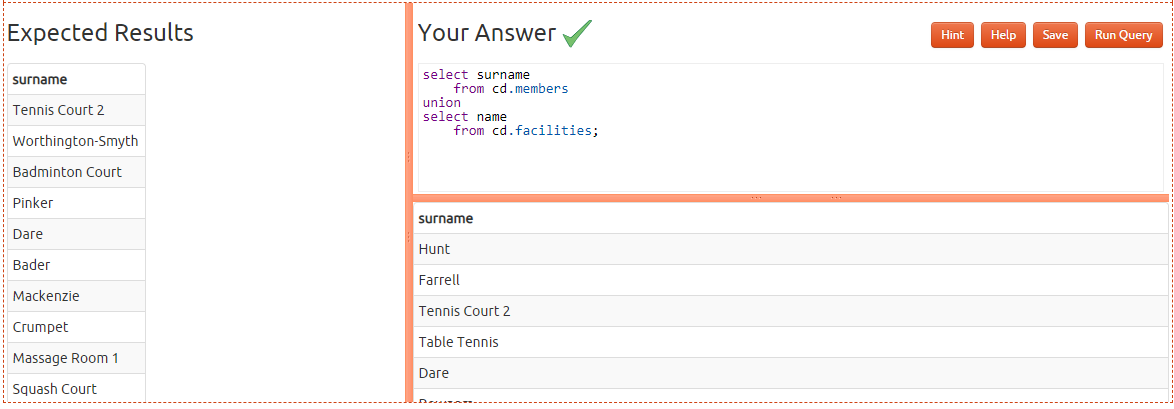 Expected Results
surname
Tennis Court 2
Worthington-Smyth
Badminton Court
Pinker
Dare
Bader
Mackenzie
Crumpet
Massage Room 1
Squash Court
Your Answer
Hint Help Save Run Query
select surname
from cd.members
union
select name
from cd.facilities;
surname
Hunt
Farrell
Tennis Court 2
Table Tennis
Dare